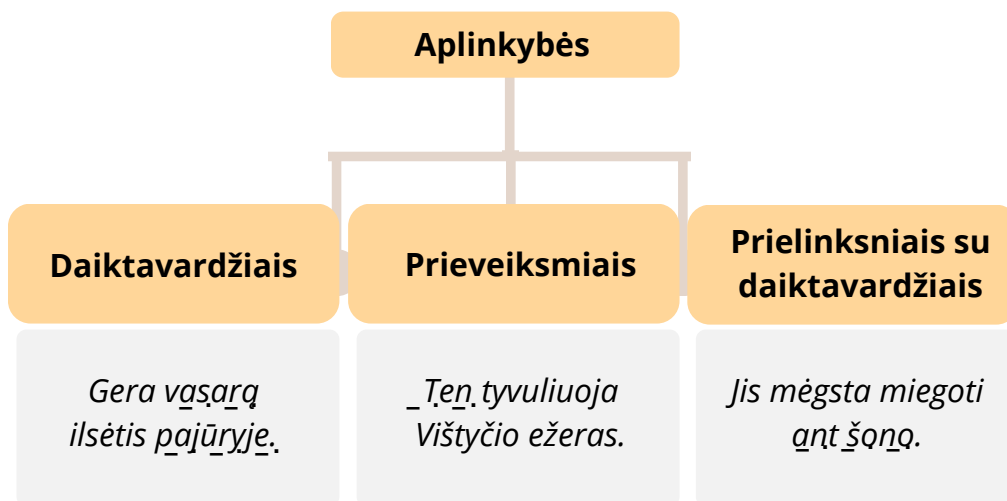 Aplinkybės
Daiktavardžiais
Prieveiksmiais
Prielinksniais su
daiktavardžiais
Gera vasarą
ilsėtis pajūryje.
Ten tyvuliuoja
Vištyčio ežeras.
Jis mėgsta miegoti
ant šono.